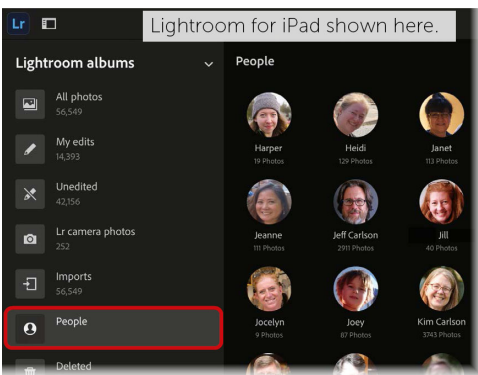 Lr
Lightroom for iPad shown here.
Lightroom albums
All photos
56,549
My edits
14,393
Unedited
42,156
Lr camera photos
252
Imports
56,549
People
Deleted
People
Harper
19 Photos
Heidi
129 Photos
Janet
113 Photos
Jeanne
111 Photos
Jeff Carlson
2911 Photos
Jill
40 Photos
Jocelyn
9 Photos
Joey
87 Photos
Kim Carlson
3743 Photos